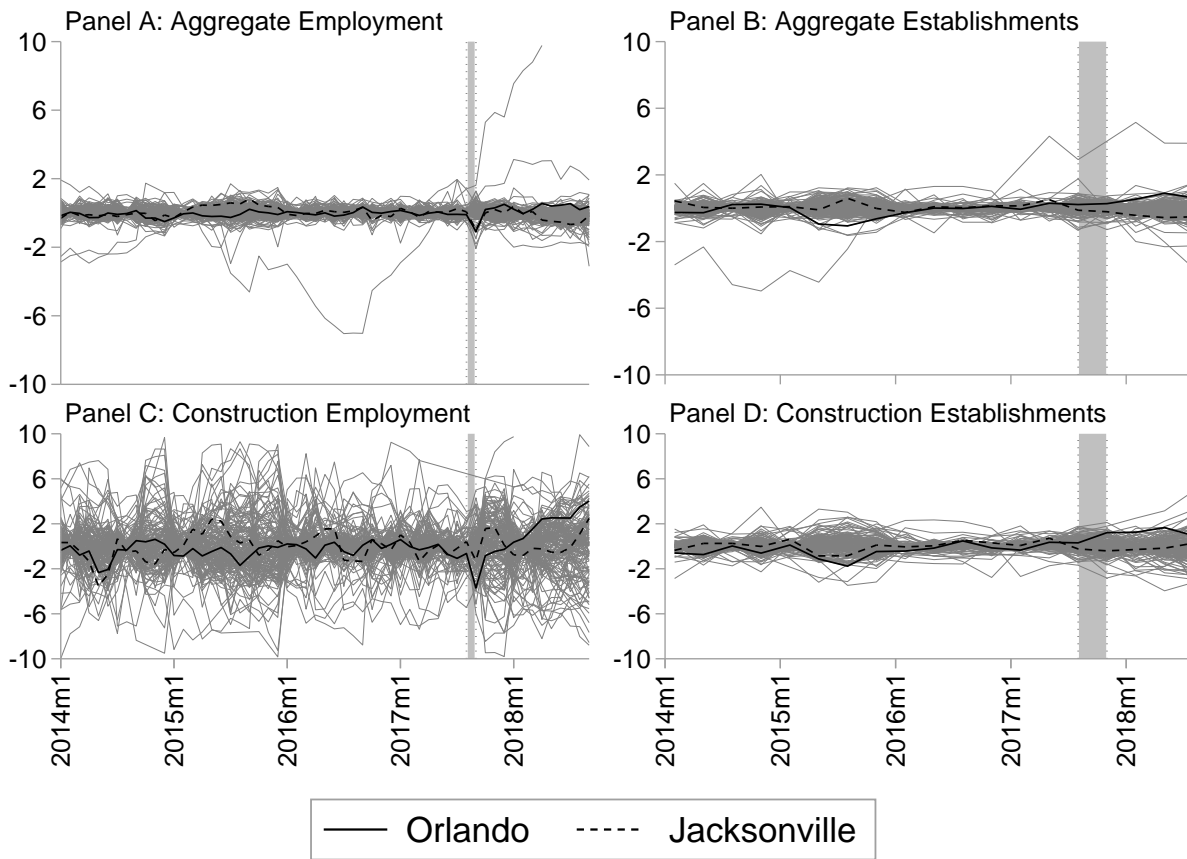 Panel A: Aggregate Employment
10
6
2
-2
-6
-10
Panel B: Aggregate Establishments
10
6
2
-2
-6
-10
Panel C: Construction Employment
10
6
2
-2
-6
-10
2014m1
2015m1
2016m1
2017m1
2018m1
Panel D: Construction Establishments
10
6
2
-2
-6
-10
2014m1
2015m1
2016m1
2017m1
2018m1
Orlando Jacksonville